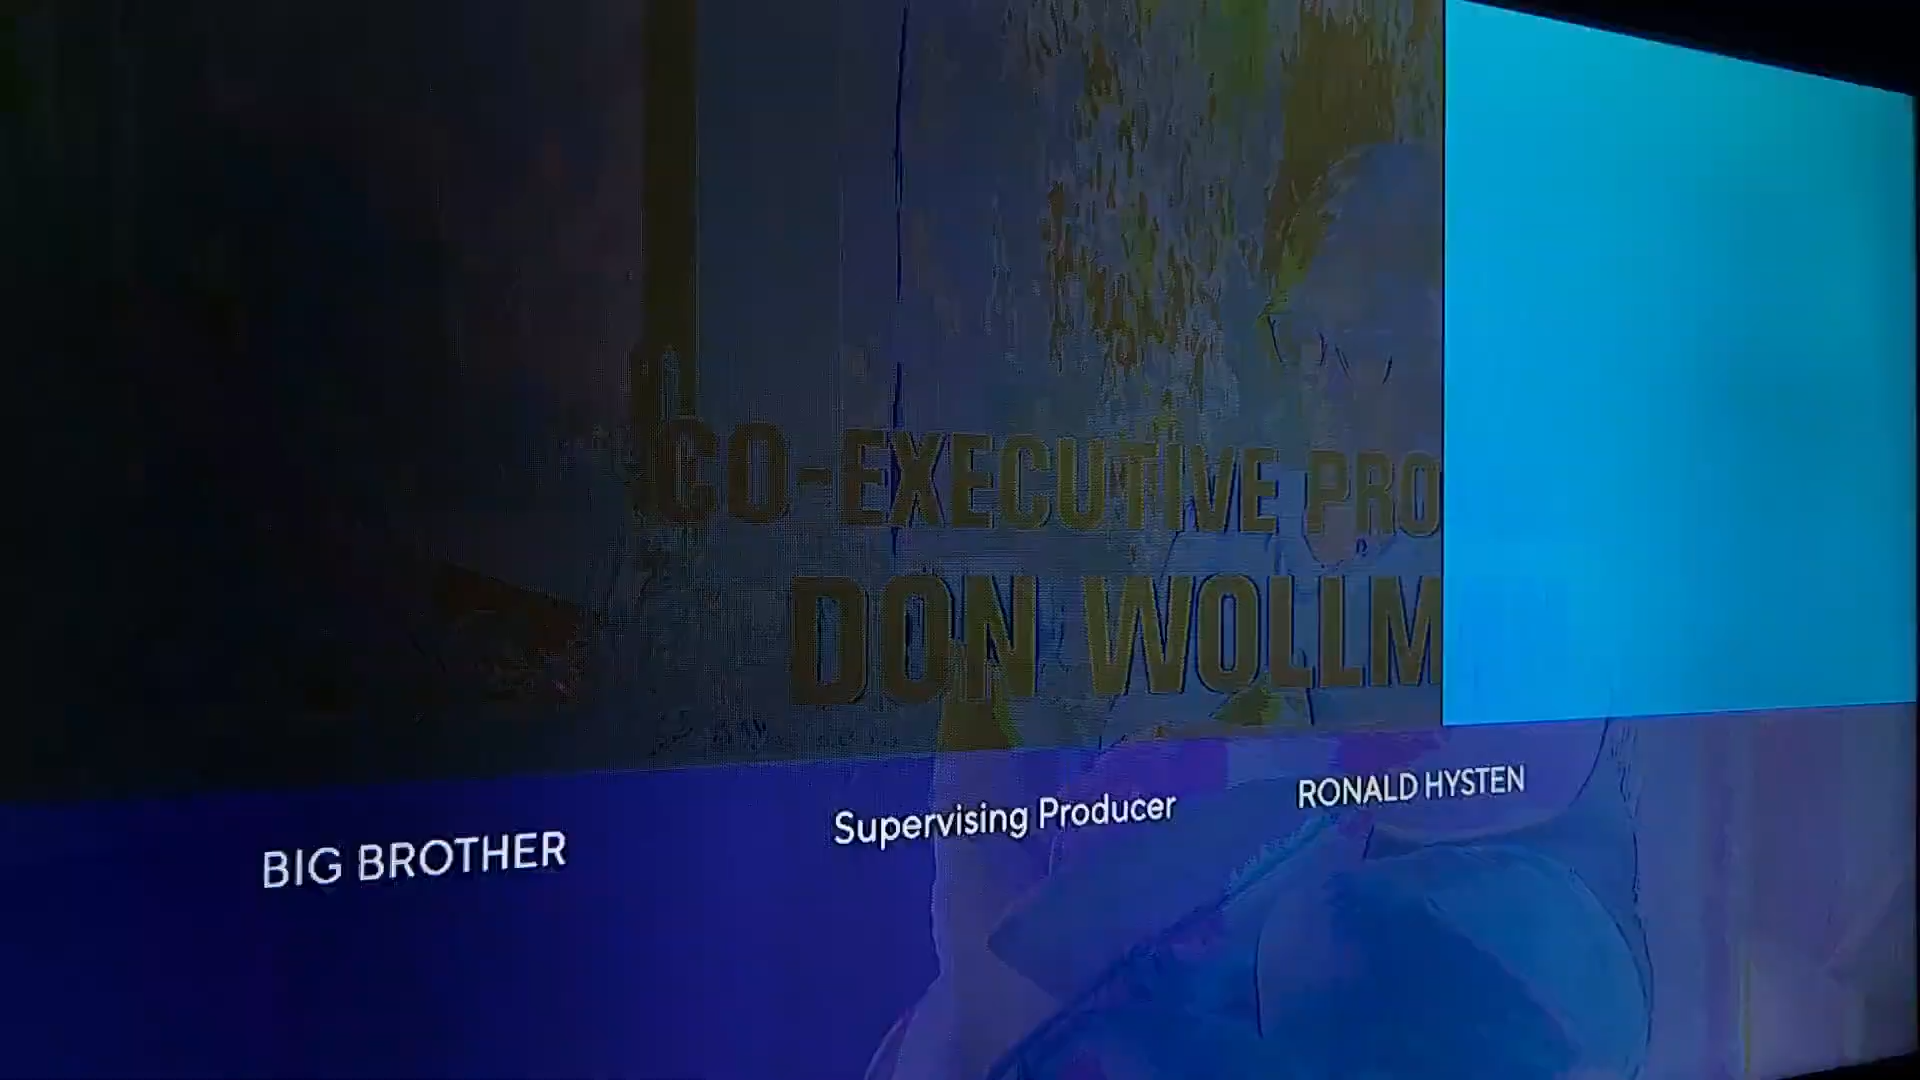 CO-EXECUTIVE PRO
DON WOLLM
BIG BROTHER
Supervising Producer
RONALD HYSTEN